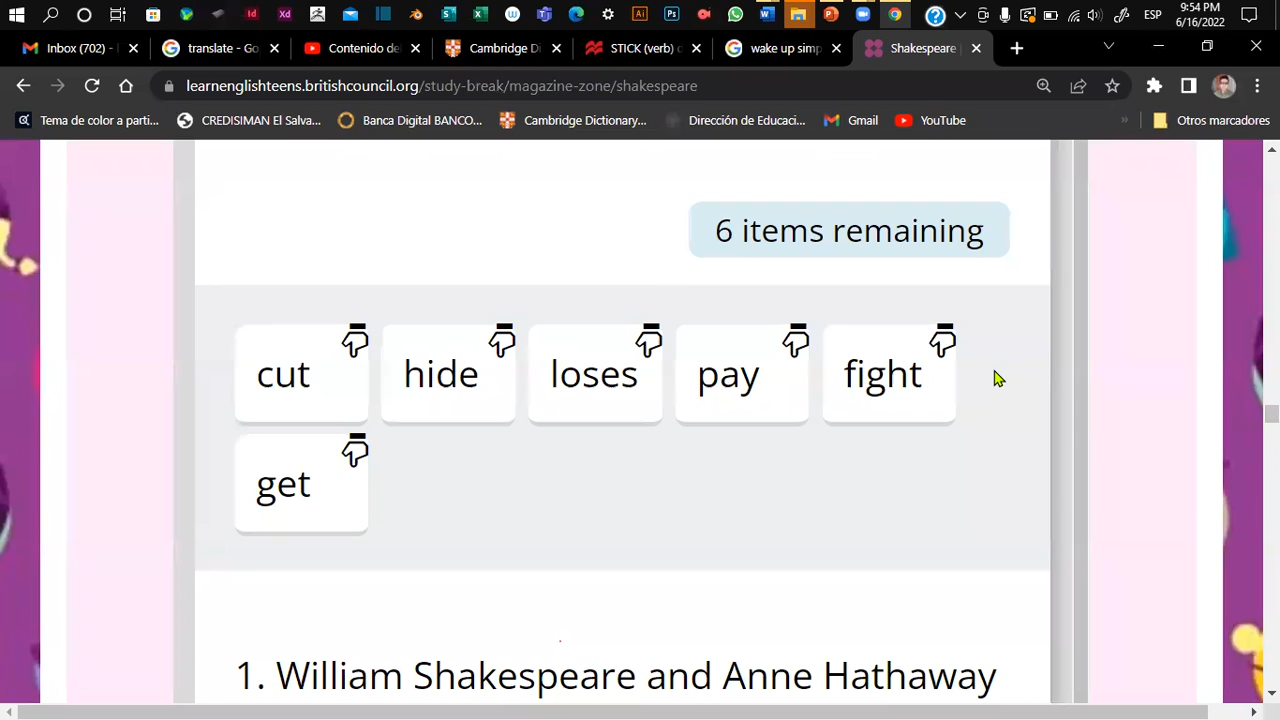 9:54 PM
ESP
6/16/2022
Inbox (702) -
translate - Go
Contenido de
Cambridge Di
STICK (verb) c
wake up simp
Shakespeare
learnenglishteens.britishcouncil.org/study-break/magazine-zone/shakespeare
Tema de color a parti...
CREDISIMAN El Salva...
Banca Digital BANCO...
Cambridge Dictionary...
Dirección de Educaci...
Gmail
YouTube
»
Otros marcadores
6 items remaining
cut
hide
loses
pay
fight
get
1. William Shakespeare and Anne Hathaway